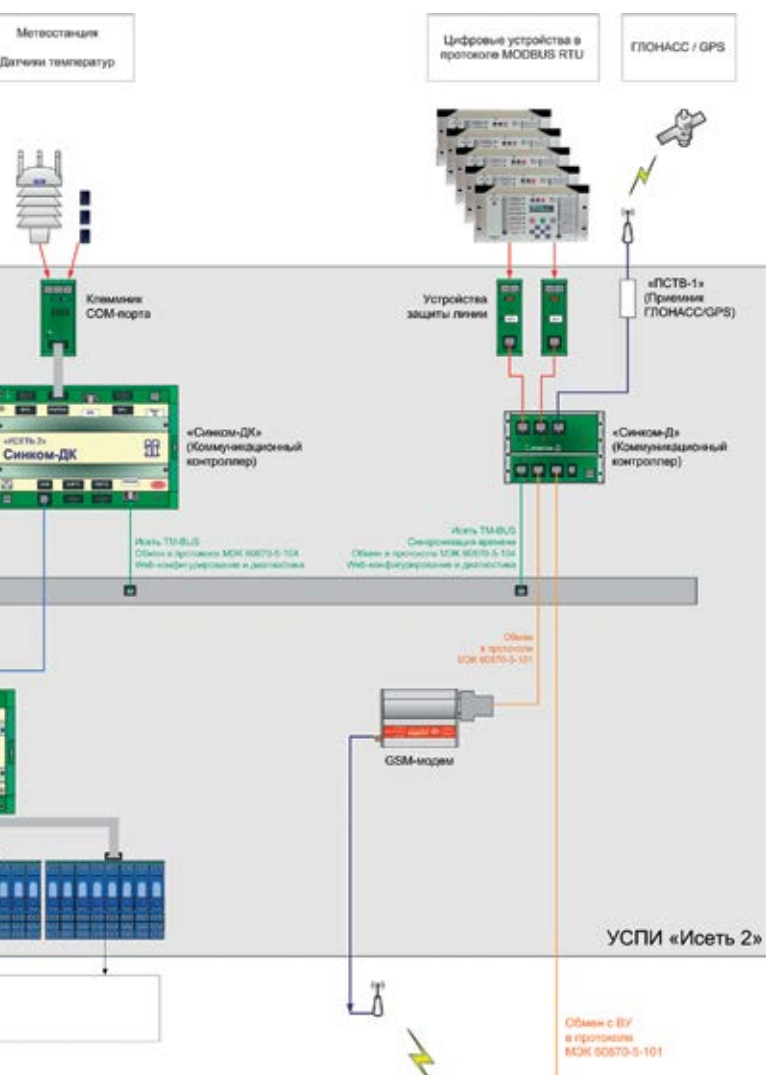 Метеостанция
Датчики температур
Цифровые устройства в
протоколе MODBUS RTU
ГЛОНАСС / GPS
Клеммник
COM-порта
Устройства
защиты линии
«ПСТВ-1»
(Приемник
ГЛОНАСС/GPS)
«ИСЕТЬ 2»
Синком-ДК
«Синком-ДК»
(Коммуникационный
контроллер)
Синком-Д
«Синком-Д»
(Коммуникационный
контроллер)
Исеть TM-BUS
Обмен в протоколе МЭК 60870-5-104
Web-конфигурирование и диагностика
Исеть TM-BUS
Синхронизация времени
Обмен в протоколе МЭК 60870-5-104
Web-конфигурирование и диагностика
Обмен
в протоколе
МЭК 60870-5-101
GSM-модем
УСПИ «Исеть 2»
Обмен с ВУ
в протоколе
МЭК 60870-5-101